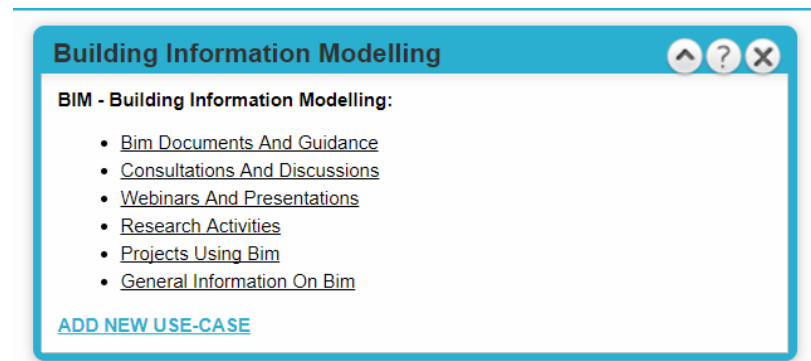 Building Information Modelling
?
BIM - Building Information Modelling:
Bim Documents And Guidance
Consultations And Discussions
Webinars And Presentations
Research Activities
Projects Using Bim
General Information On Bim
ADD NEW USE-CASE